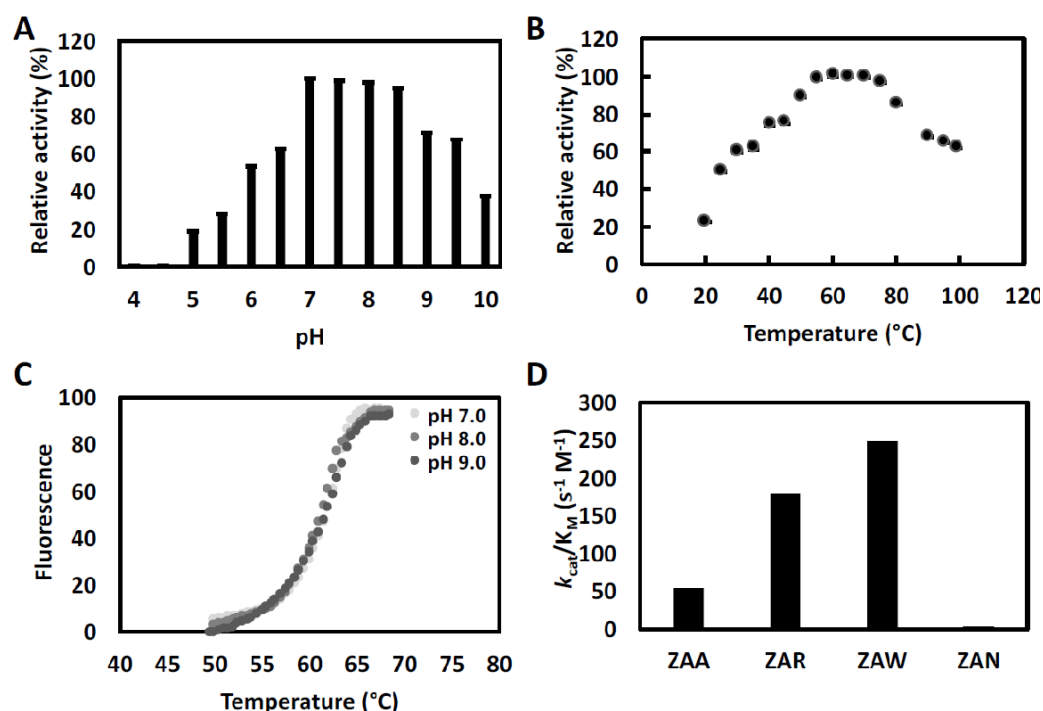 A
Relative activity (%)
120
100
80
60
40
20
0
4 5 6 7 8 9 10
pH
B
Relative activity (%)
120
100
80
60
40
20
0
0 20 40 60 80 100 120
Temperature (°C)
C
Fluorescence
100
80
60
40
20
0
pH 7.0
pH 8.0
pH 9.0
40 45 50 55 60 65 70 75 80
Temperature (°C)
D
kcat/KM (s-1 M-1)
300
250
200
150
100
50
0
ZAA ZAR ZAW ZAN